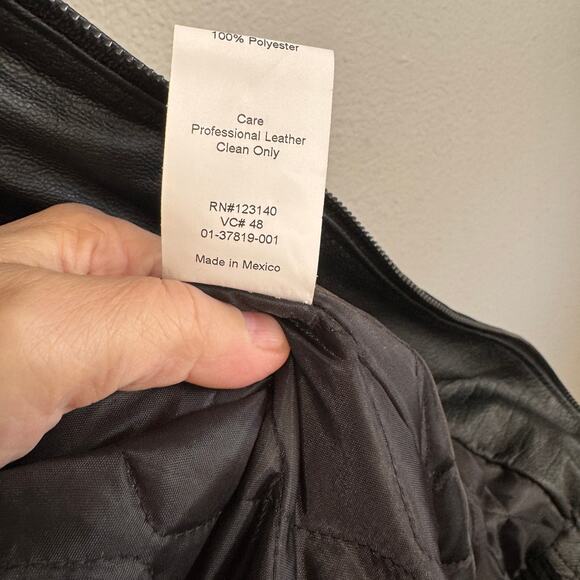 100% Polyester
Care
Professional Leather
Clean Only
RN#123140
VC# 48
01-37819-001
Made in Mexico